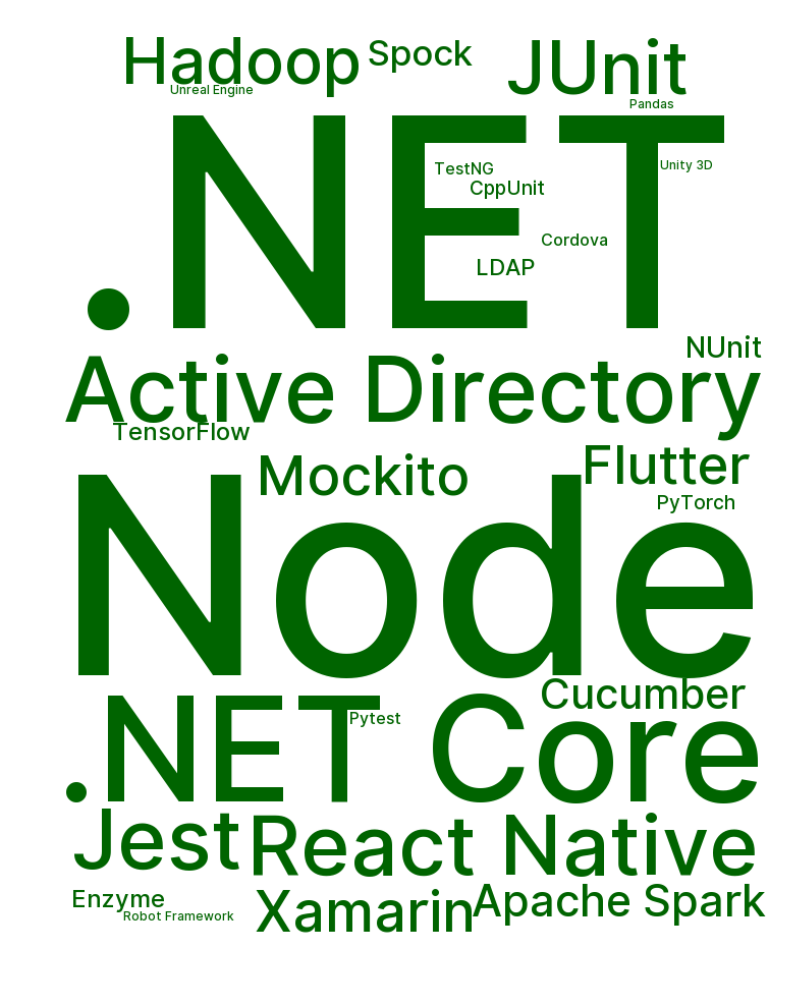 Hadoop
Spock
JUnit
Unreal Engine
Pandas
.NET
TestNG
Unity 3D
CppUnit
Cordova
LDAP
NUnit
Active Directory
TensorFlow
Mockito
Flutter
PyTorch
Node
Cucumber
.NET Core
Pytest
Jest
React Native
Enzyme
Xamarin
Apache Spark
Robot Framework